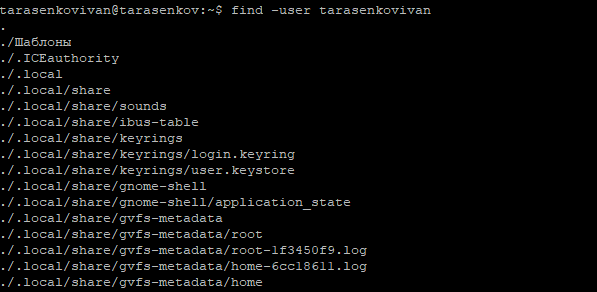 tarasenkovivan@tarasenkov:~$ find -user tarasenkovivan
.
./Шаблоны
./.ICEauthority
./.local
./.local/share
./.local/share/sounds
./.local/share/ibus-table
./.local/share/keyrings
./.local/share/keyrings/login.keyring
./.local/share/keyrings/user.keystore
./.local/share/gnome-shell
./.local/share/gnome-shell/application_state
./.local/share/gvfs-metadata
./.local/share/gvfs-metadata/root
./.local/share/gvfs-metadata/root-1f3450f9.log
./.local/share/gvfs-metadata/home-6cc18611.log
./.local/share/gvfs-metadata/home